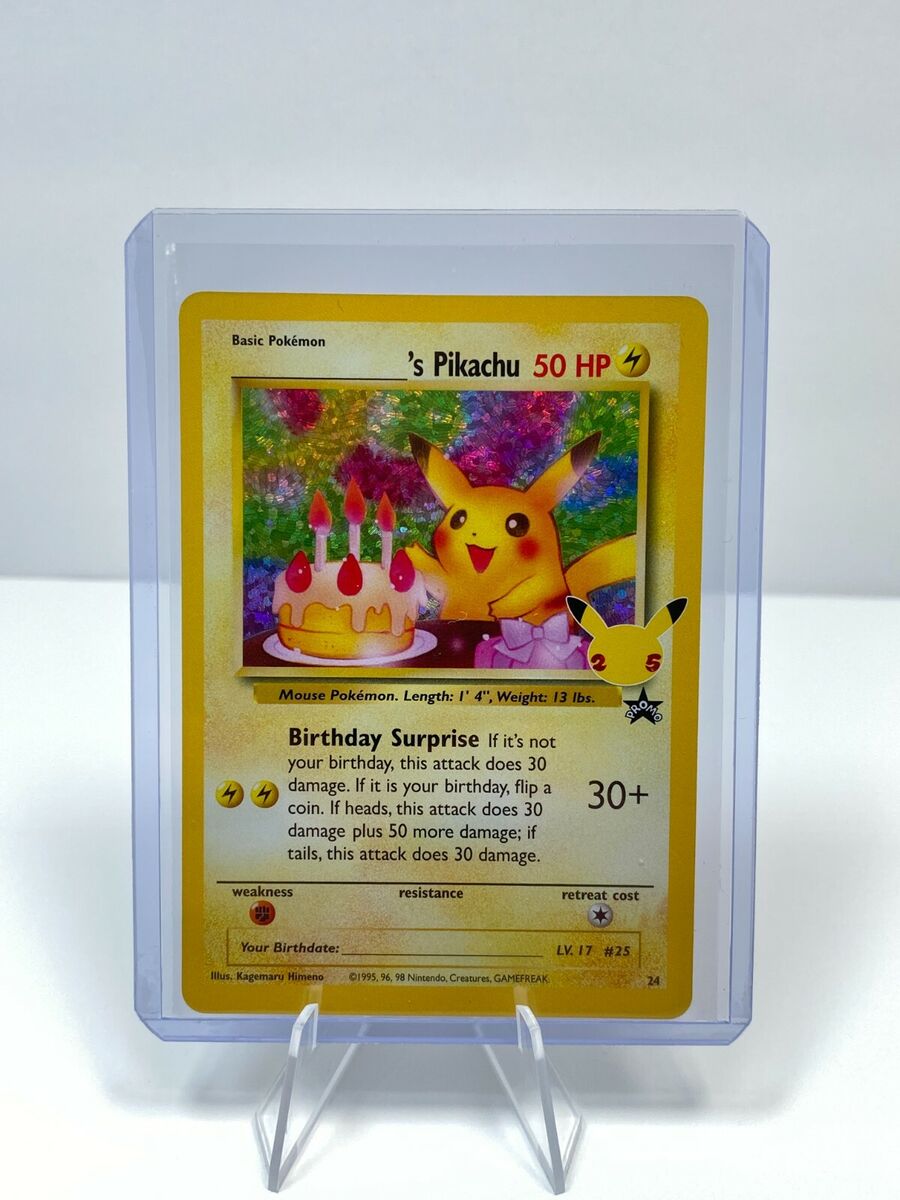 Basic Pokémon
's Pikachu 50 HP
25
Mouse Pokémon. Length: 1' 4", Weight: 13 lbs.
PROMO
Birthday Surprise If it's not
your birthday, this attack does 30
damage. If it is your birthday, flip a
coin. If heads, this attack does 30
damage plus 50 more damage; if
tails, this attack does 30 damage.
30+
weakness resistance retreat cost
Your Birthdate: LV. 17 #25
Illus. Kagemaru Himeno ©1995, 96, 98 Nintendo, Creatures, GAMEFREAK. 24